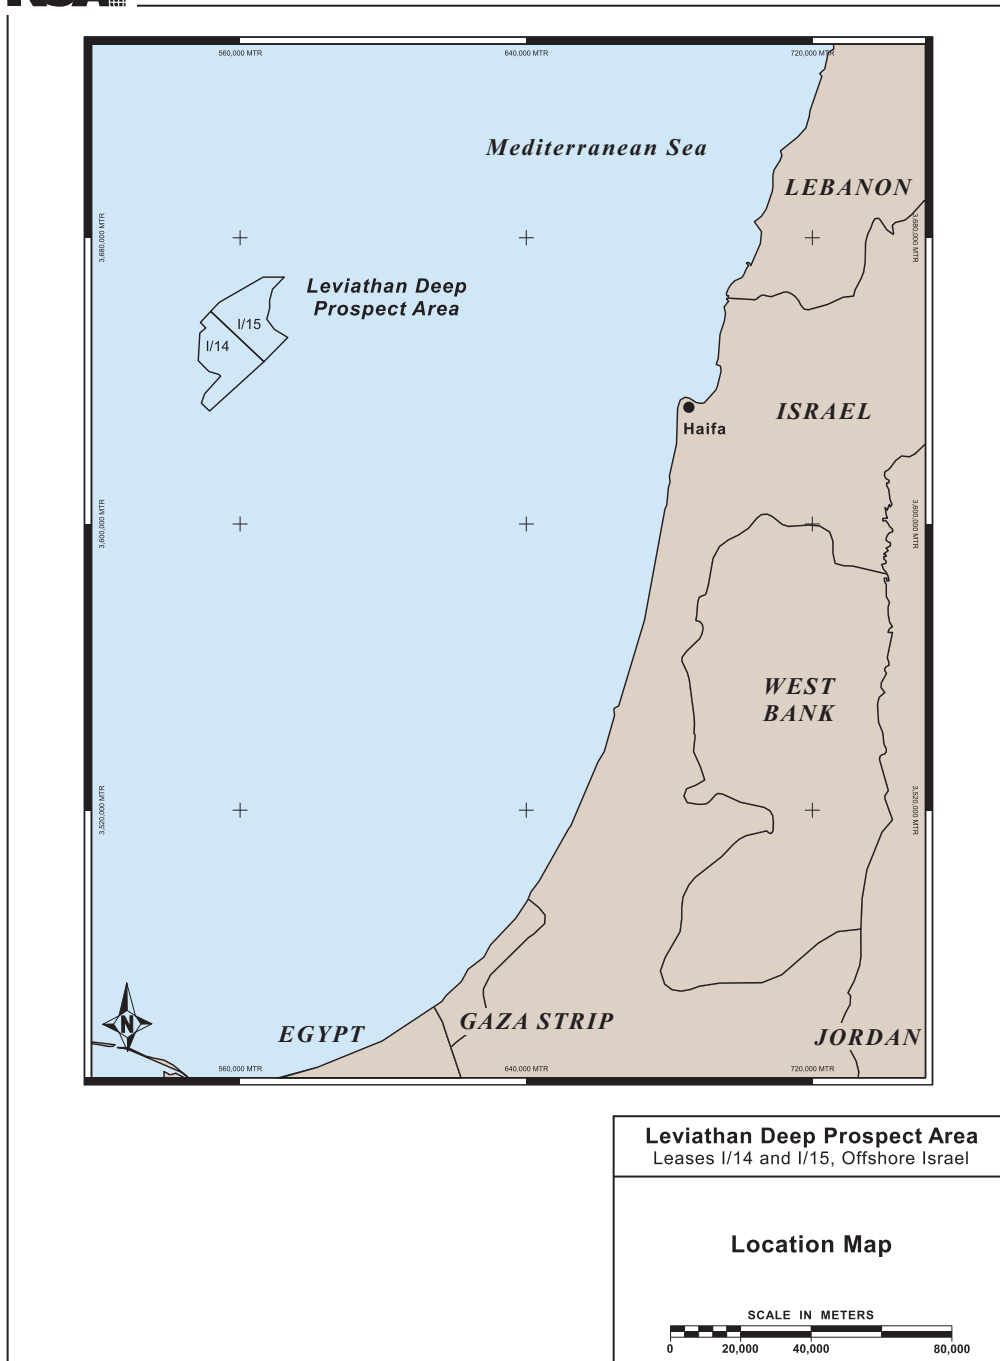 560,000 MTR
640,000 MTR
720,000 MTR
Mediterranean Sea
LEBANON
3,680,000 MTR
3,680,000 MTR
Leviathan Deep
Prospect Area
I/15
I/14
ISRAEL
Haifa
3,600,000 MTR
3,600,000 MTR
WEST
BANK
3,520,000 MTR
3,520,000 MTR
N
GAZA STRIP
EGYPT
JORDAN
560,000 MTR
640,000 MTR
720,000 MTR
Leviathan Deep Prospect Area
Leases I/14 and I/15, Offshore Israel
Location Map
SCALE IN METERS
0
20,000
40,000
80,000